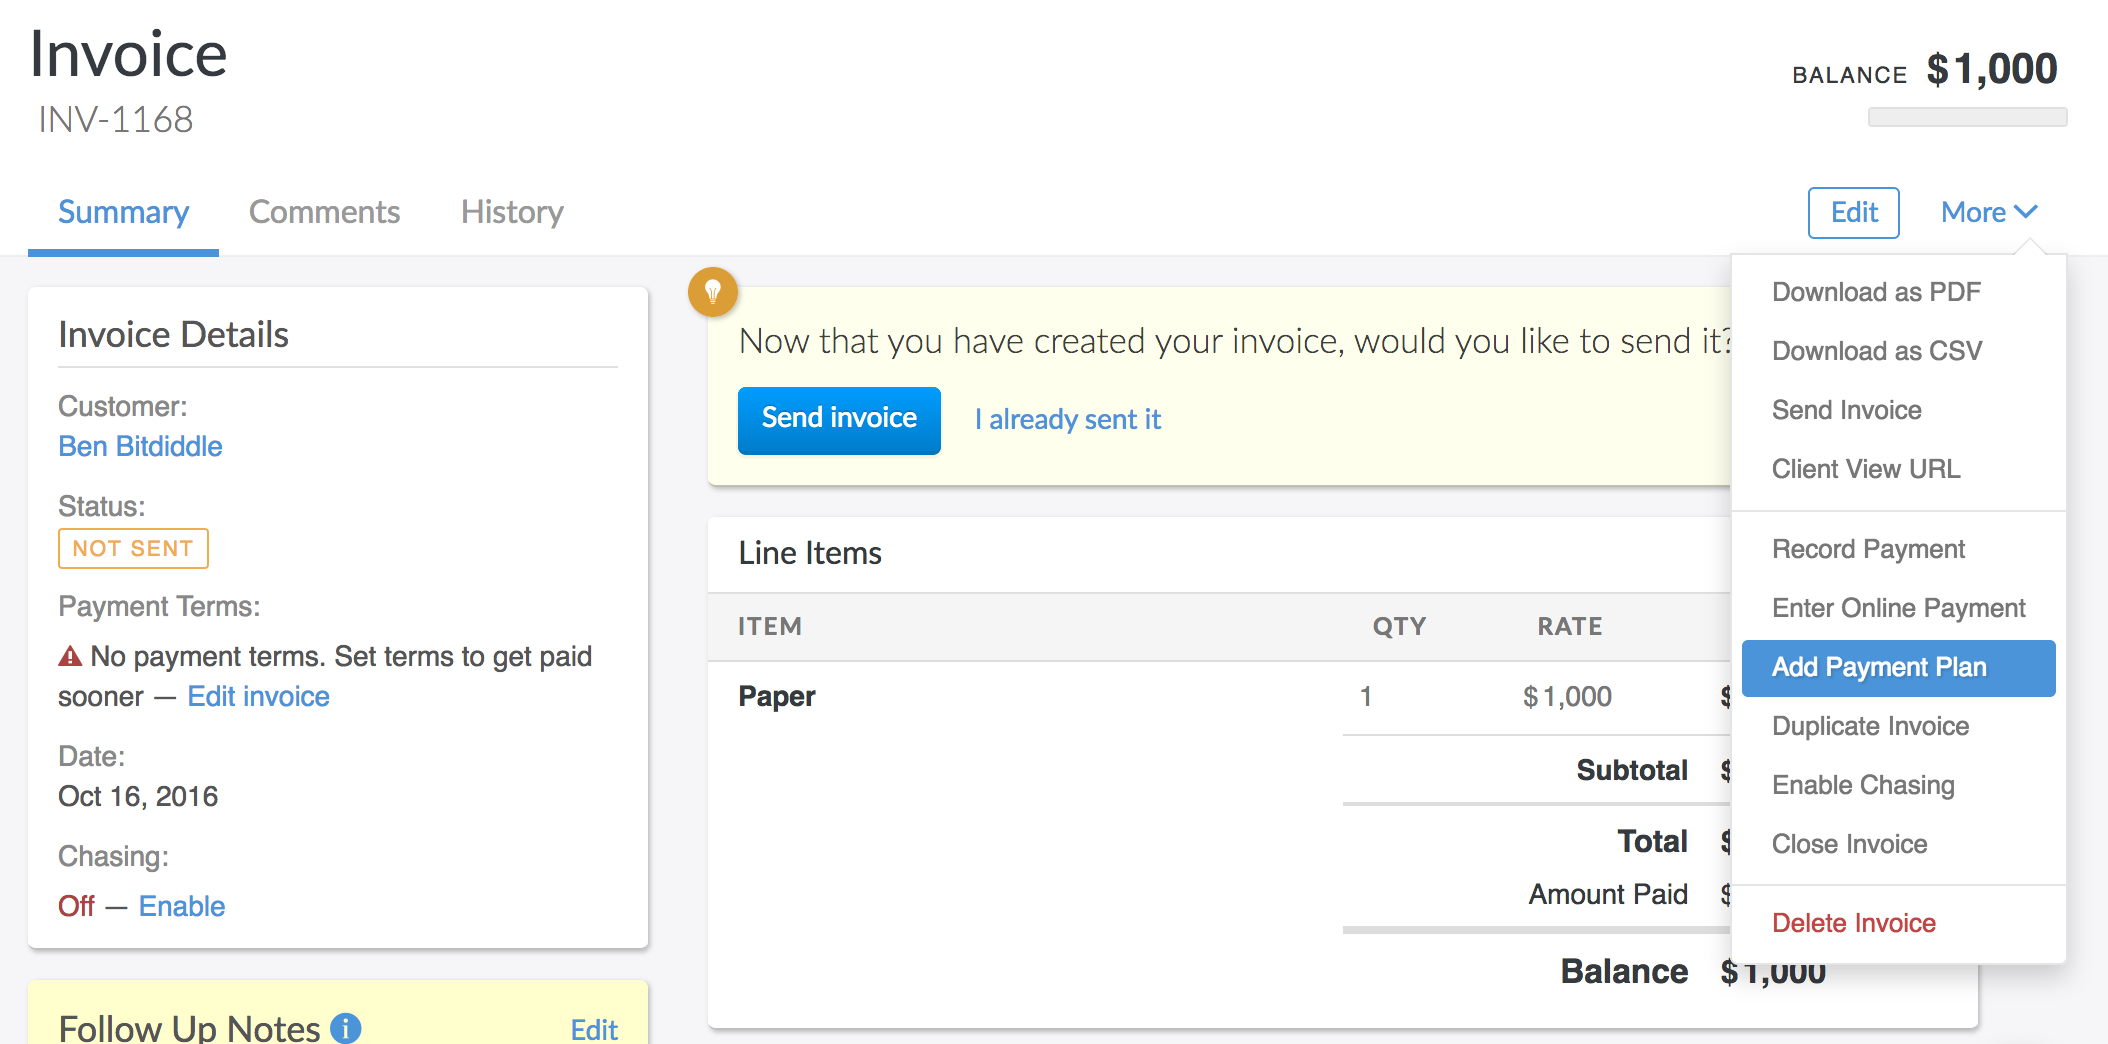 Invoice
INV-1168
BALANCE $1,000
Summary Comments History
Edit More
Invoice Details
Customer:
Ben Bitdiddle
Status:
NOT SENT
Payment Terms:
No payment terms. Set terms to get paid
sooner — Edit invoice
Date:
Oct 16, 2016
Chasing:
Off — Enable
Follow Up Notes Edit
Now that you have created your invoice, would you like to send it?
Send invoice I already sent it
Line Items
ITEM QTY RATE
Paper 1 $1,000 $
Subtotal $
Total $
Amount Paid $
Balance $1,000
Download as PDF
Download as CSV
Send Invoice
Client View URL
Record Payment
Enter Online Payment
Add Payment Plan
Duplicate Invoice
Enable Chasing
Close Invoice
Delete Invoice